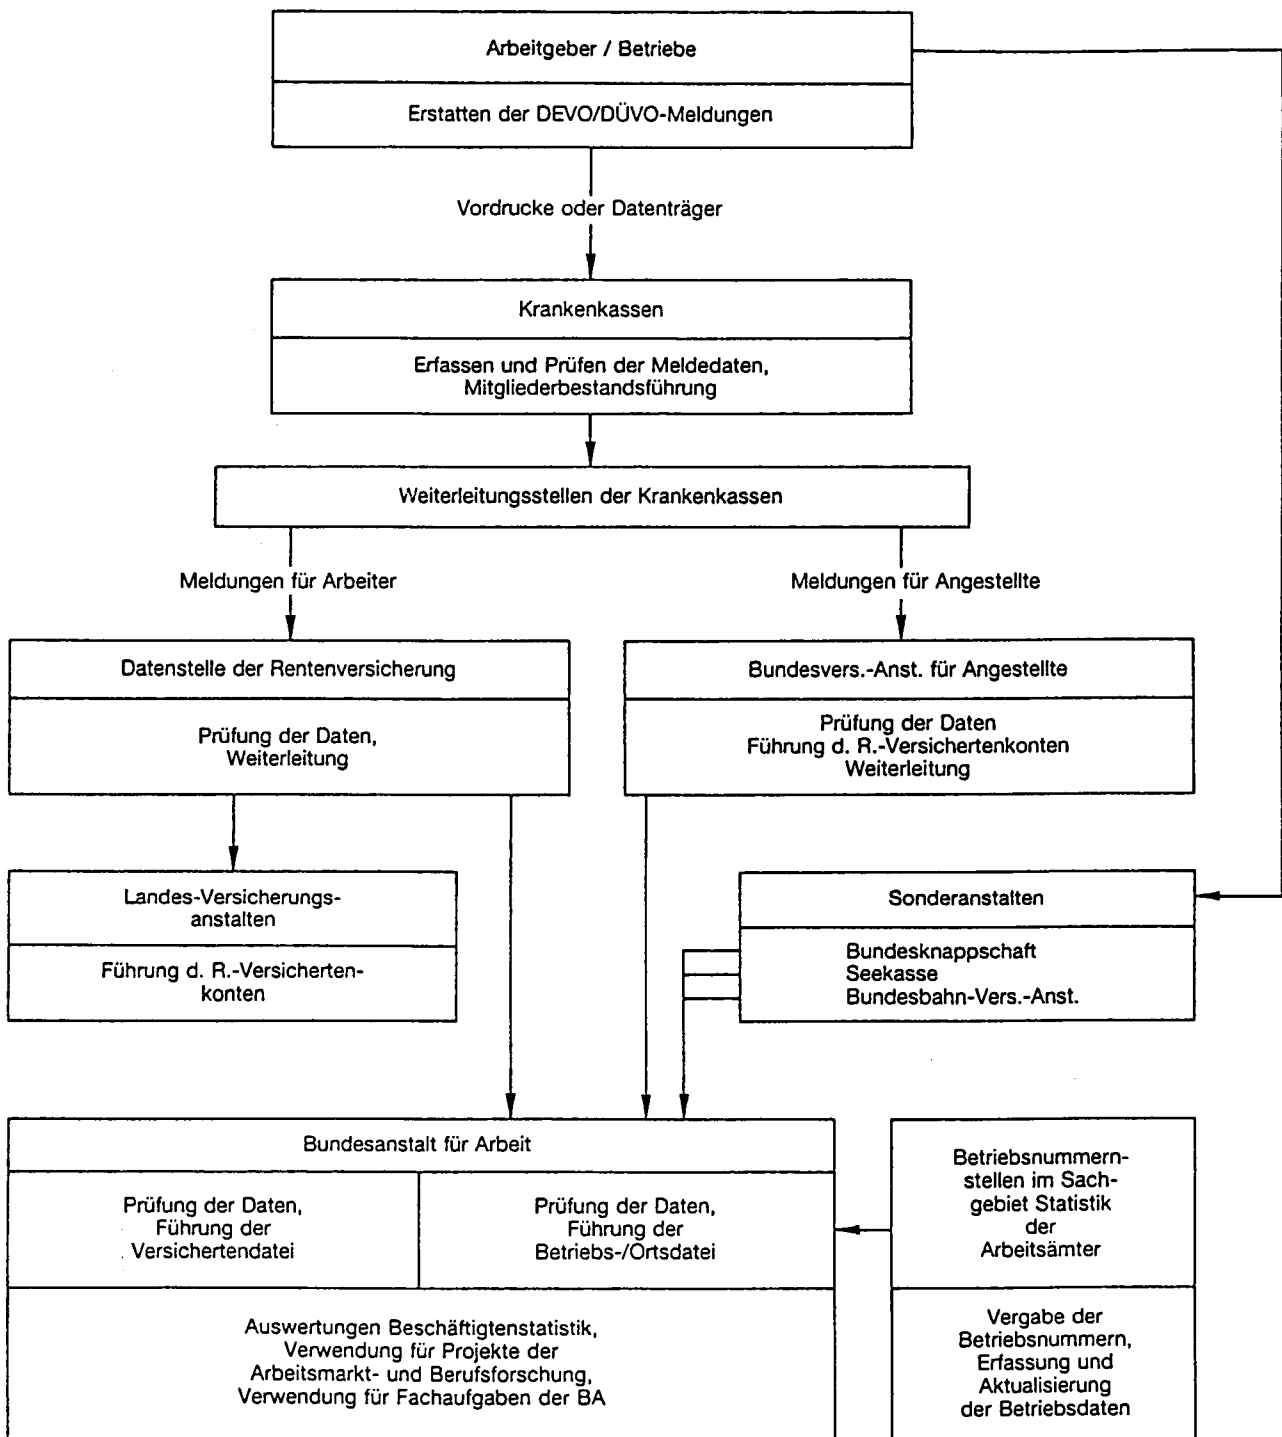 Arbeitgeber / Betriebe
Erstatten der DEVO/DÜVO-Meldungen
Vordrucke oder Datenträger
Krankenkassen
Erfassen und Prüfen der Meldedaten,
Mitgliederbestandsführung
Weiterleitungsstellen der Krankenkassen
Meldungen für Arbeiter
Meldungen für Angestellte
Datenstelle der Rentenversicherung
Prüfung der Daten,
Weiterleitung
Bundesvers.-Anst. für Angestellte
Prüfung der Daten
Führung d. R.-Versichertenkonten
Weiterleitung
Landes-Versicherungs-
anstalten
Führung d. R.-Versicherten-
konten
Sonderanstalten
Bundesknappschaft
Seekasse
Bundesbahn-Vers.-Anst.
Bundesanstalt für Arbeit
Prüfung der Daten,
Führung der
Versichertendatei
Prüfung der Daten,
Führung der
Betriebs-/Ortsdatei
Auswertungen Beschäftigtenstatistik,
Verwendung für Projekte der
Arbeitsmarkt- und Berufsforschung,
Verwendung für Fachaufgaben der BA
Betriebsnummern-
stellen im Sach-
gebiet Statistik
der
Arbeitsämter
Vergabe der
Betriebsnummern,
Erfassung und
Aktualisierung
der Betriebsdaten